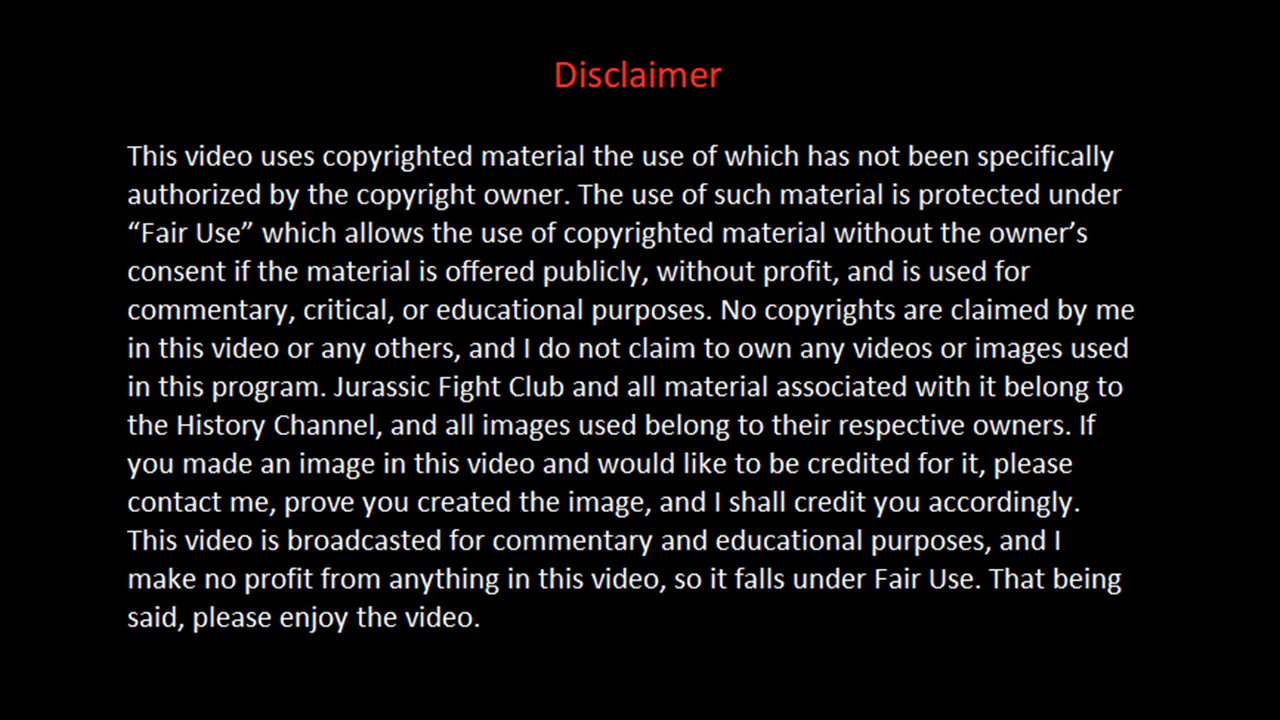 Disclaimer
This video uses copyrighted material the use of which has not been specifically
authorized by the copyright owner. The use of such material is protected under
“Fair Use” which allows the use of copyrighted material without the owner’s
consent if the material is offered publicly, without profit, and is used for
commentary, critical, or educational purposes. No copyrights are claimed by me
in this video or any others, and I do not claim to own any videos or images used
in this program. Jurassic Fight Club and all material associated with it belong to
the History Channel, and all images used belong to their respective owners. If
you made an image in this video and would like to be credited for it, please
contact me, prove you created the image, and I shall credit you accordingly.
This video is broadcasted for commentary and educational purposes, and I
make no profit from anything in this video, so it falls under Fair Use. That being
said, please enjoy the video.